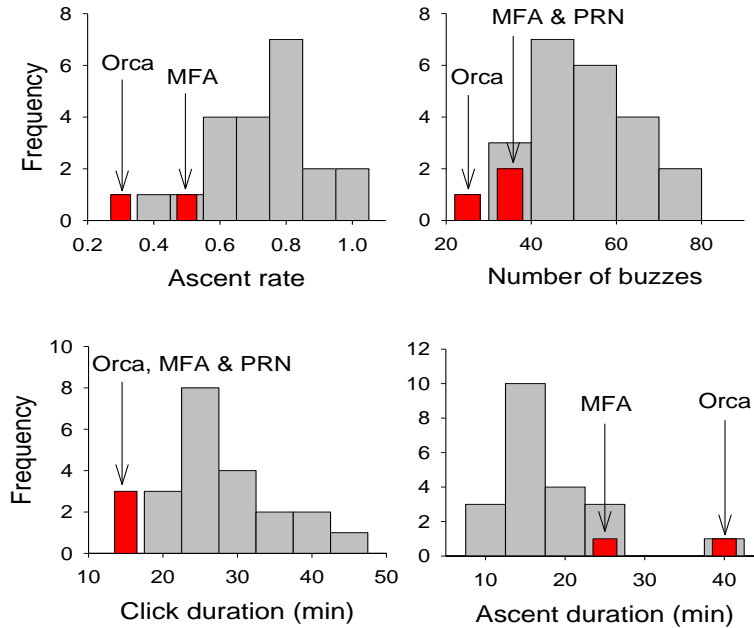 Frequency
8
6
4
2
0
Orca
MFA
0.2 0.4 0.6 0.8 1.0
Ascent rate
8
6
4
2
0
MFA & PRN
Orca
20 40 60 80
Number of buzzes
Frequency
10
8
6
4
2
0
Orca, MFA & PRN
10 20 30 40 50
Click duration (min)
12
10
8
6
4
2
0
MFA
Orca
10 20 30 40
Ascent duration (min)